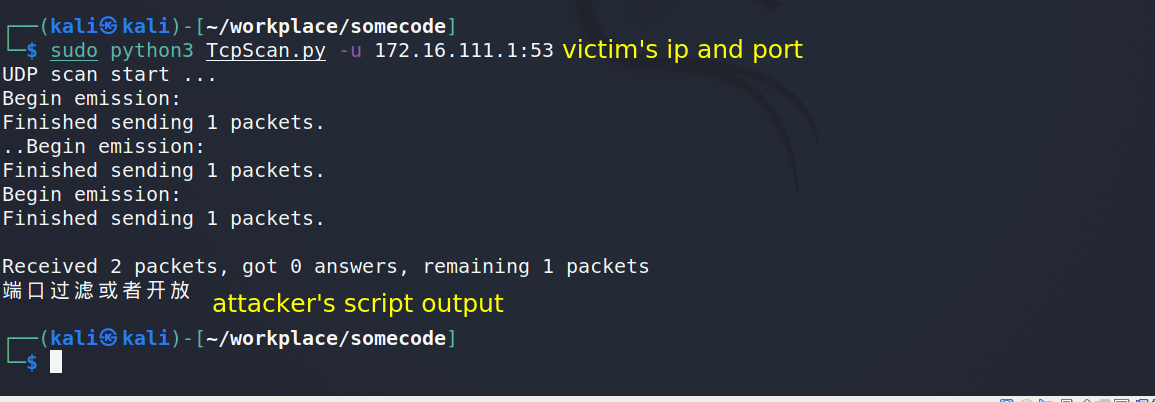 ┌──(kali㉿kali)-[~/workplace/somecode]
└─$ sudo python3 TcpScan.py -u 172.16.111.1:53 victim's ip and port
UDP scan start ...
Begin emission:
Finished sending 1 packets.
..Begin emission:
Finished sending 1 packets.
Begin emission:
Finished sending 1 packets.
Received 2 packets, got 0 answers, remaining 1 packets
端口过滤或者开放 attacker's script output
┌──(kali㉿kali)-[~/workplace/somecode]
└─$